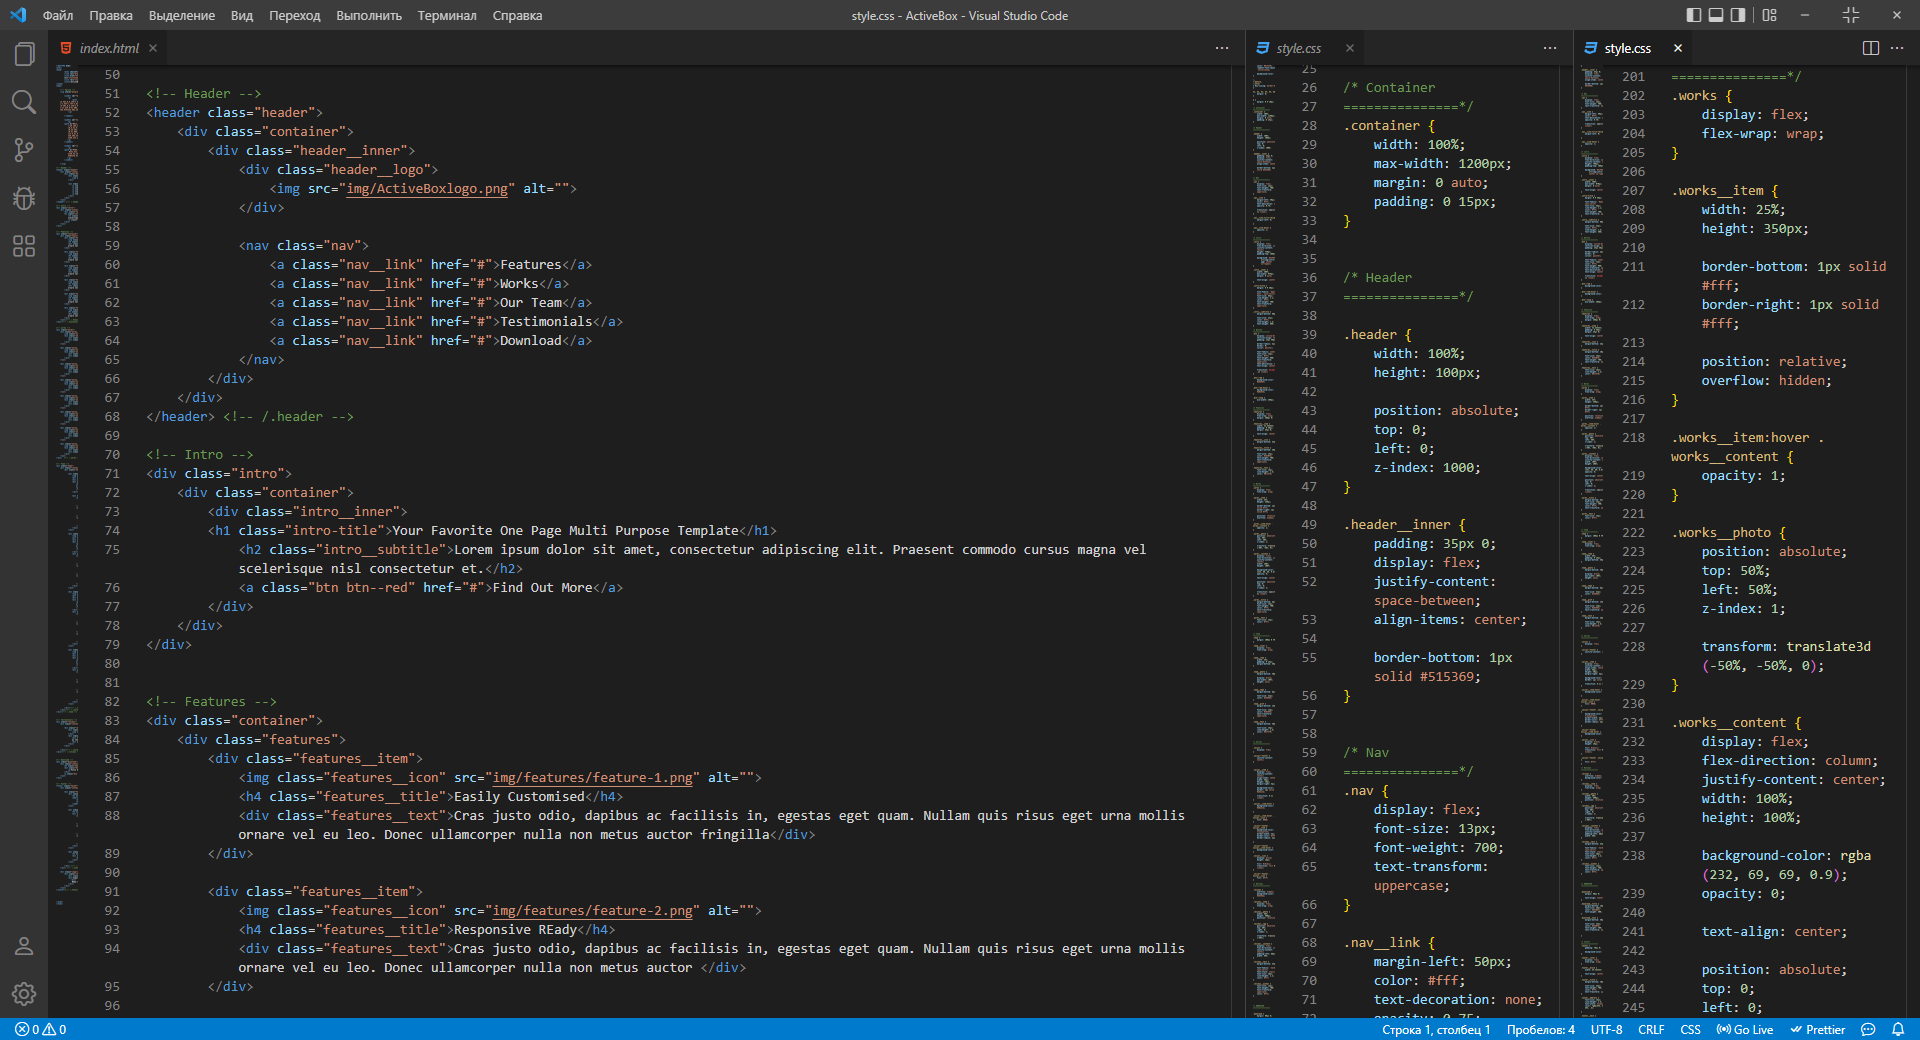 Файл Правка Выделение Вид Переход Выполнить Терминал Справка
style.css - ActiveBox - Visual Studio Code
index.html
50
51 <!-- Header -->
52 <header class="header">
53 <div class="container">
54 <div class="header__inner">
55 <div class="header__logo">
56 <img src="img/ActiveBoxlogo.png" alt="">
57 </div>
58
59 <nav class="nav">
60 <a class="nav__link" href="#">Features</a>
61 <a class="nav__link" href="#">Works</a>
62 <a class="nav__link" href="#">Our Team</a>
63 <a class="nav__link" href="#">Testimonials</a>
64 <a class="nav__link" href="#">Download</a>
65 </nav>
66 </div>
67 </div>
68 </header> <!-- /.header -->
69
70 <!-- Intro -->
71 <div class="intro">
72 <div class="container">
73 <div class="intro__inner">
74 <h1 class="intro-title">Your Favorite One Page Multi Purpose Template</h1>
75 <h2 class="intro__subtitle">Lorem ipsum dolor sit amet, consectetur adipiscing elit. Praesent commodo cursus magna vel
scelerisque nisl consectetur et.</h2>
76 <a class="btn btn--red" href="#">Find Out More</a>
77 </div>
78 </div>
79 </div>
80
81
82 <!-- Features -->
83 <div class="container">
84 <div class="features">
85 <div class="features__item">
86 <img class="features__icon" src="img/features/feature-1.png" alt="">
87 <h4 class="features__title">Easily Customised</h4>
88 <div class="features__text">Cras justo odio, dapibus ac facilisis in, egestas eget quam. Nullam quis risus eget urna mollis
ornare vel eu leo. Donec ullamcorper nulla non metus auctor fringilla</div>
89 </div>
90
91 <div class="features__item">
92 <img class="features__icon" src="img/features/feature-2.png" alt="">
93 <h4 class="features__title">Responsive REady</h4>
94 <div class="features__text">Cras justo odio, dapibus ac facilisis in, egestas eget quam. Nullam quis risus eget urna mollis
ornare vel eu leo. Donec ullamcorper nulla non metus auctor </div>
95 </div>
96
style.css
25
26 /* Container
27 ===============*/
28 .container {
29 width: 100%;
30 max-width: 1200px;
31 margin: 0 auto;
32 padding: 0 15px;
33 }
34
35
36 /* Header
37 ===============*/
38
39 .header {
40 width: 100%;
41 height: 100px;
42
43 position: absolute;
44 top: 0;
45 left: 0;
46 z-index: 1000;
47 }
48
49 .header__inner {
50 padding: 35px 0;
51 display: flex;
52 justify-content:
space-between;
53 align-items: center;
54
55 border-bottom: 1px
solid #515369;
56 }
57
58
59 /* Nav
60 ===============*/
61 .nav {
62 display: flex;
63 font-size: 13px;
64 font-weight: 700;
65 text-transform:
uppercase;
66 }
67
68 .nav__link {
69 margin-left: 50px;
70 color: #fff;
71 text-decoration: none;
72 opacity: 0.75;
style.css
201 ===============*/
202 .works {
203 display: flex;
204 flex-wrap: wrap;
205 }
206
207 .works__item {
208 width: 25%;
209 height: 350px;
210
211 border-bottom: 1px solid
#fff;
212 border-right: 1px solid
#fff;
213
214 position: relative;
215 overflow: hidden;
216 }
217
218 .works__item:hover .
works__content {
219 opacity: 1;
220 }
221
222 .works__photo {
223 position: absolute;
224 top: 50%;
225 left: 50%;
226 z-index: 1;
227
228 transform: translate3d
(-50%, -50%, 0);
229 }
230
231 .works__content {
232 display: flex;
233 flex-direction: column;
234 justify-content: center;
235 width: 100%;
236 height: 100%;
237
238 background-color: rgba
(232, 69, 69, 0.9);
239 opacity: 0;
240
241 text-align: center;
242
243 position: absolute;
244 top: 0;
245 left: 0;
0 0
Строка 1, столбец 1 Пробелов: 4 UTF-8 CRLF CSS Go Live Prettier